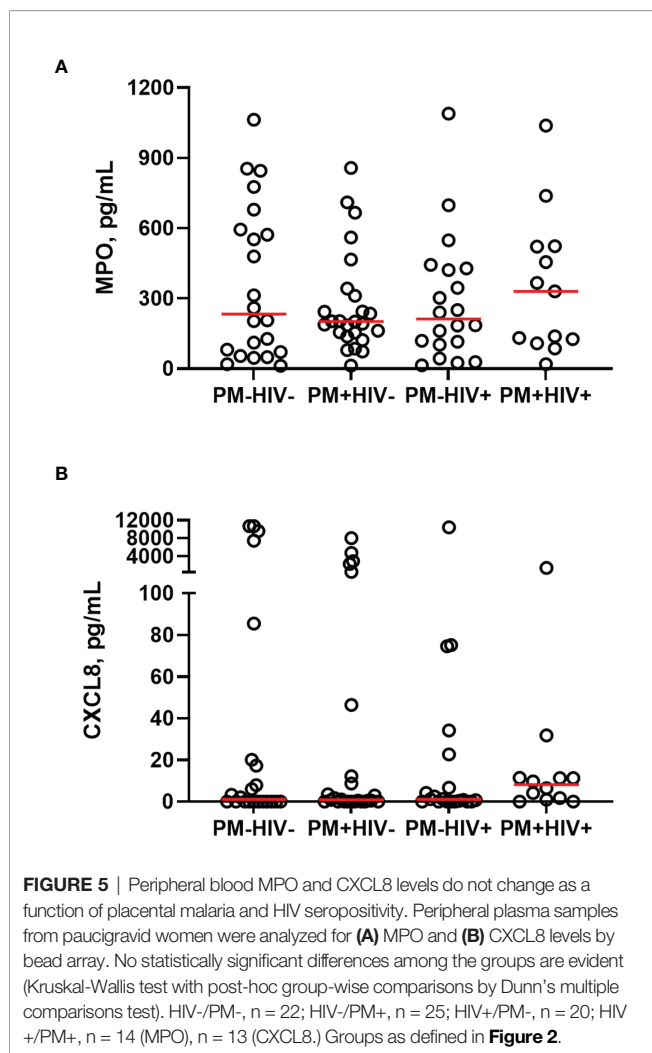 A
1200
900
600
300
0
MPO, pg/mL
PM-HIV- PM+HIV- PM-HIV+ PM+HIV+
B
12000
8000
4000
100
80
60
40
20
0
CXCL8, pg/mL
PM-HIV- PM+HIV- PM-HIV+ PM+HIV+
FIGURE 5 | Peripheral blood MPO and CXCL8 levels do not change as a
function of placental malaria and HIV seropositivity. Peripheral plasma samples
from paucigravid women were analyzed for (A) MPO and (B) CXCL8 levels by
bead array. No statistically significant differences among the groups are evident
(Kruskal-Wallis test with post-hoc group-wise comparisons by Dunn's multiple
comparisons test). HIV-/PM-, n = 22; HIV-/PM+, n = 25; HIV+/PM-, n = 20; HIV
+/PM+, n = 14 (MPO), n = 13 (CXCL8.) Groups as defined in Figure 2.